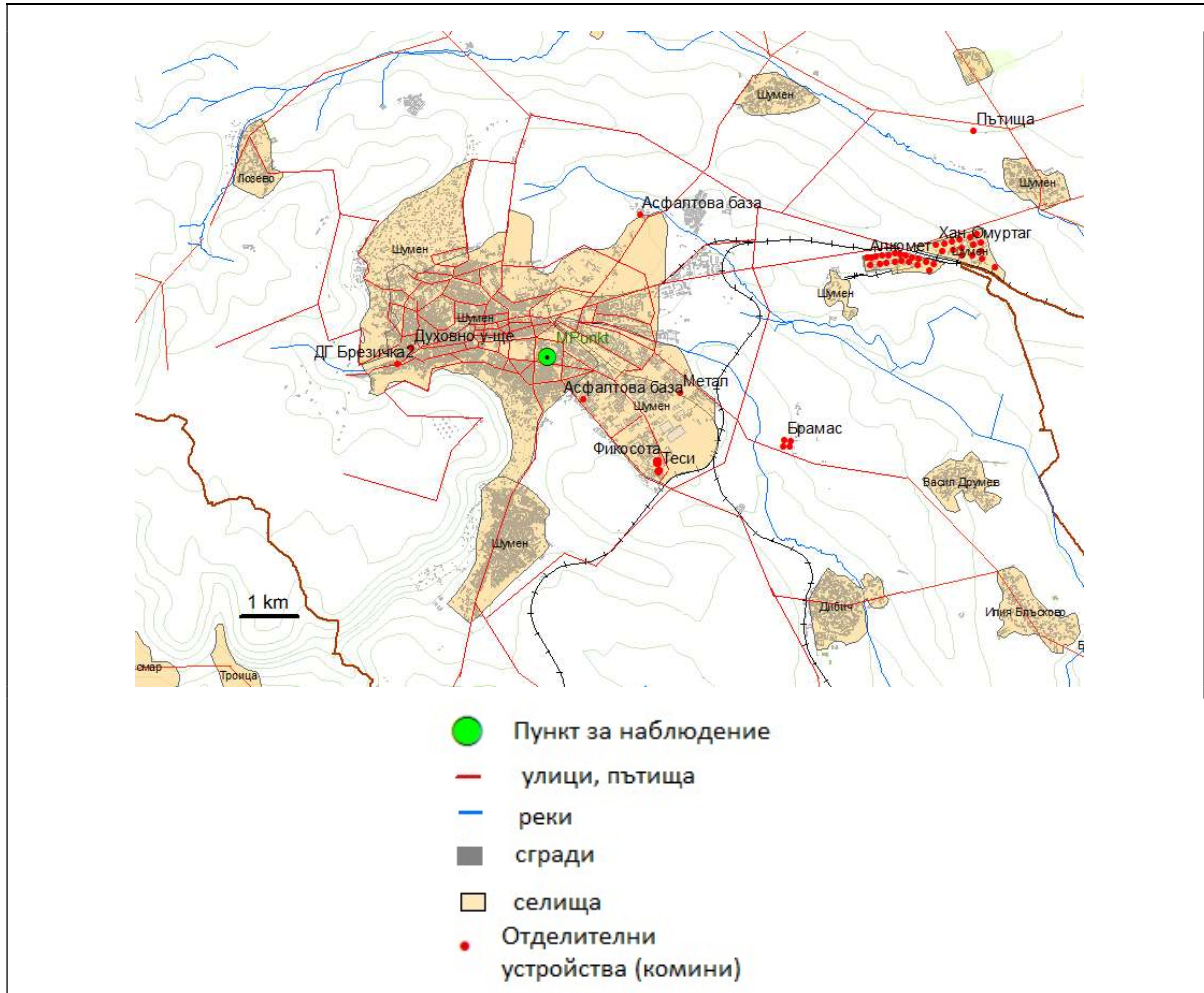 Шумен
Пътища
Лозево
Шумен
Асфалтова база
Шумен
Хан Омуртаг
Алкомет
Шумен
Шумен
Шумен
Духовно у-ще
MPunkt
ДГ Брезичка2
Асфалтова база
Метал
Шумен
Брамас
Фикосота
Теси
Васил Друмев
Шумен
1 km
Дибич
Илия Блъсково
Троица
Пункт за наблюдение
улици, пътища
реки
сгради
селища
Отделителни
устройства (комини)